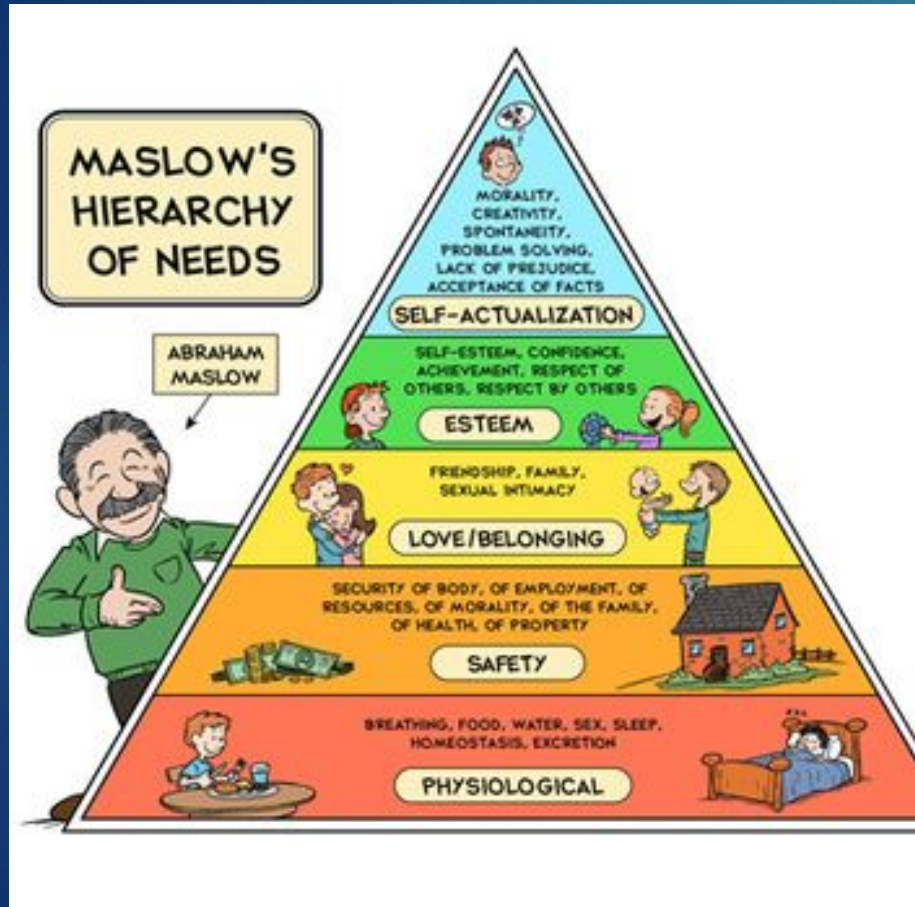 MASLOW'S
HIERARCHY
OF NEEDS
ABRAHAM
MASLOW
MORALITY,
CREATIVITY,
SPONTANEITY,
PROBLEM SOLVING,
LACK OF PREJUDICE,
ACCEPTANCE OF FACTS
SELF-ACTUALIZATION
SELF-ESTEEM, CONFIDENCE,
ACHIEVEMENT, RESPECT OF
OTHERS, RESPECT BY OTHERS
ESTEEM
FRIENDSHIP, FAMILY,
SEXUAL INTIMACY
LOVE/BELONGING
SECURITY OF BODY, OF EMPLOYMENT, OF
RESOURCES, OF MORALITY, OF THE FAMILY,
OF HEALTH, OF PROPERTY
SAFETY
BREATHING, FOOD, WATER, SEX, SLEEP,
HOMEOSTASIS, EXCRETION
PHYSIOLOGICAL